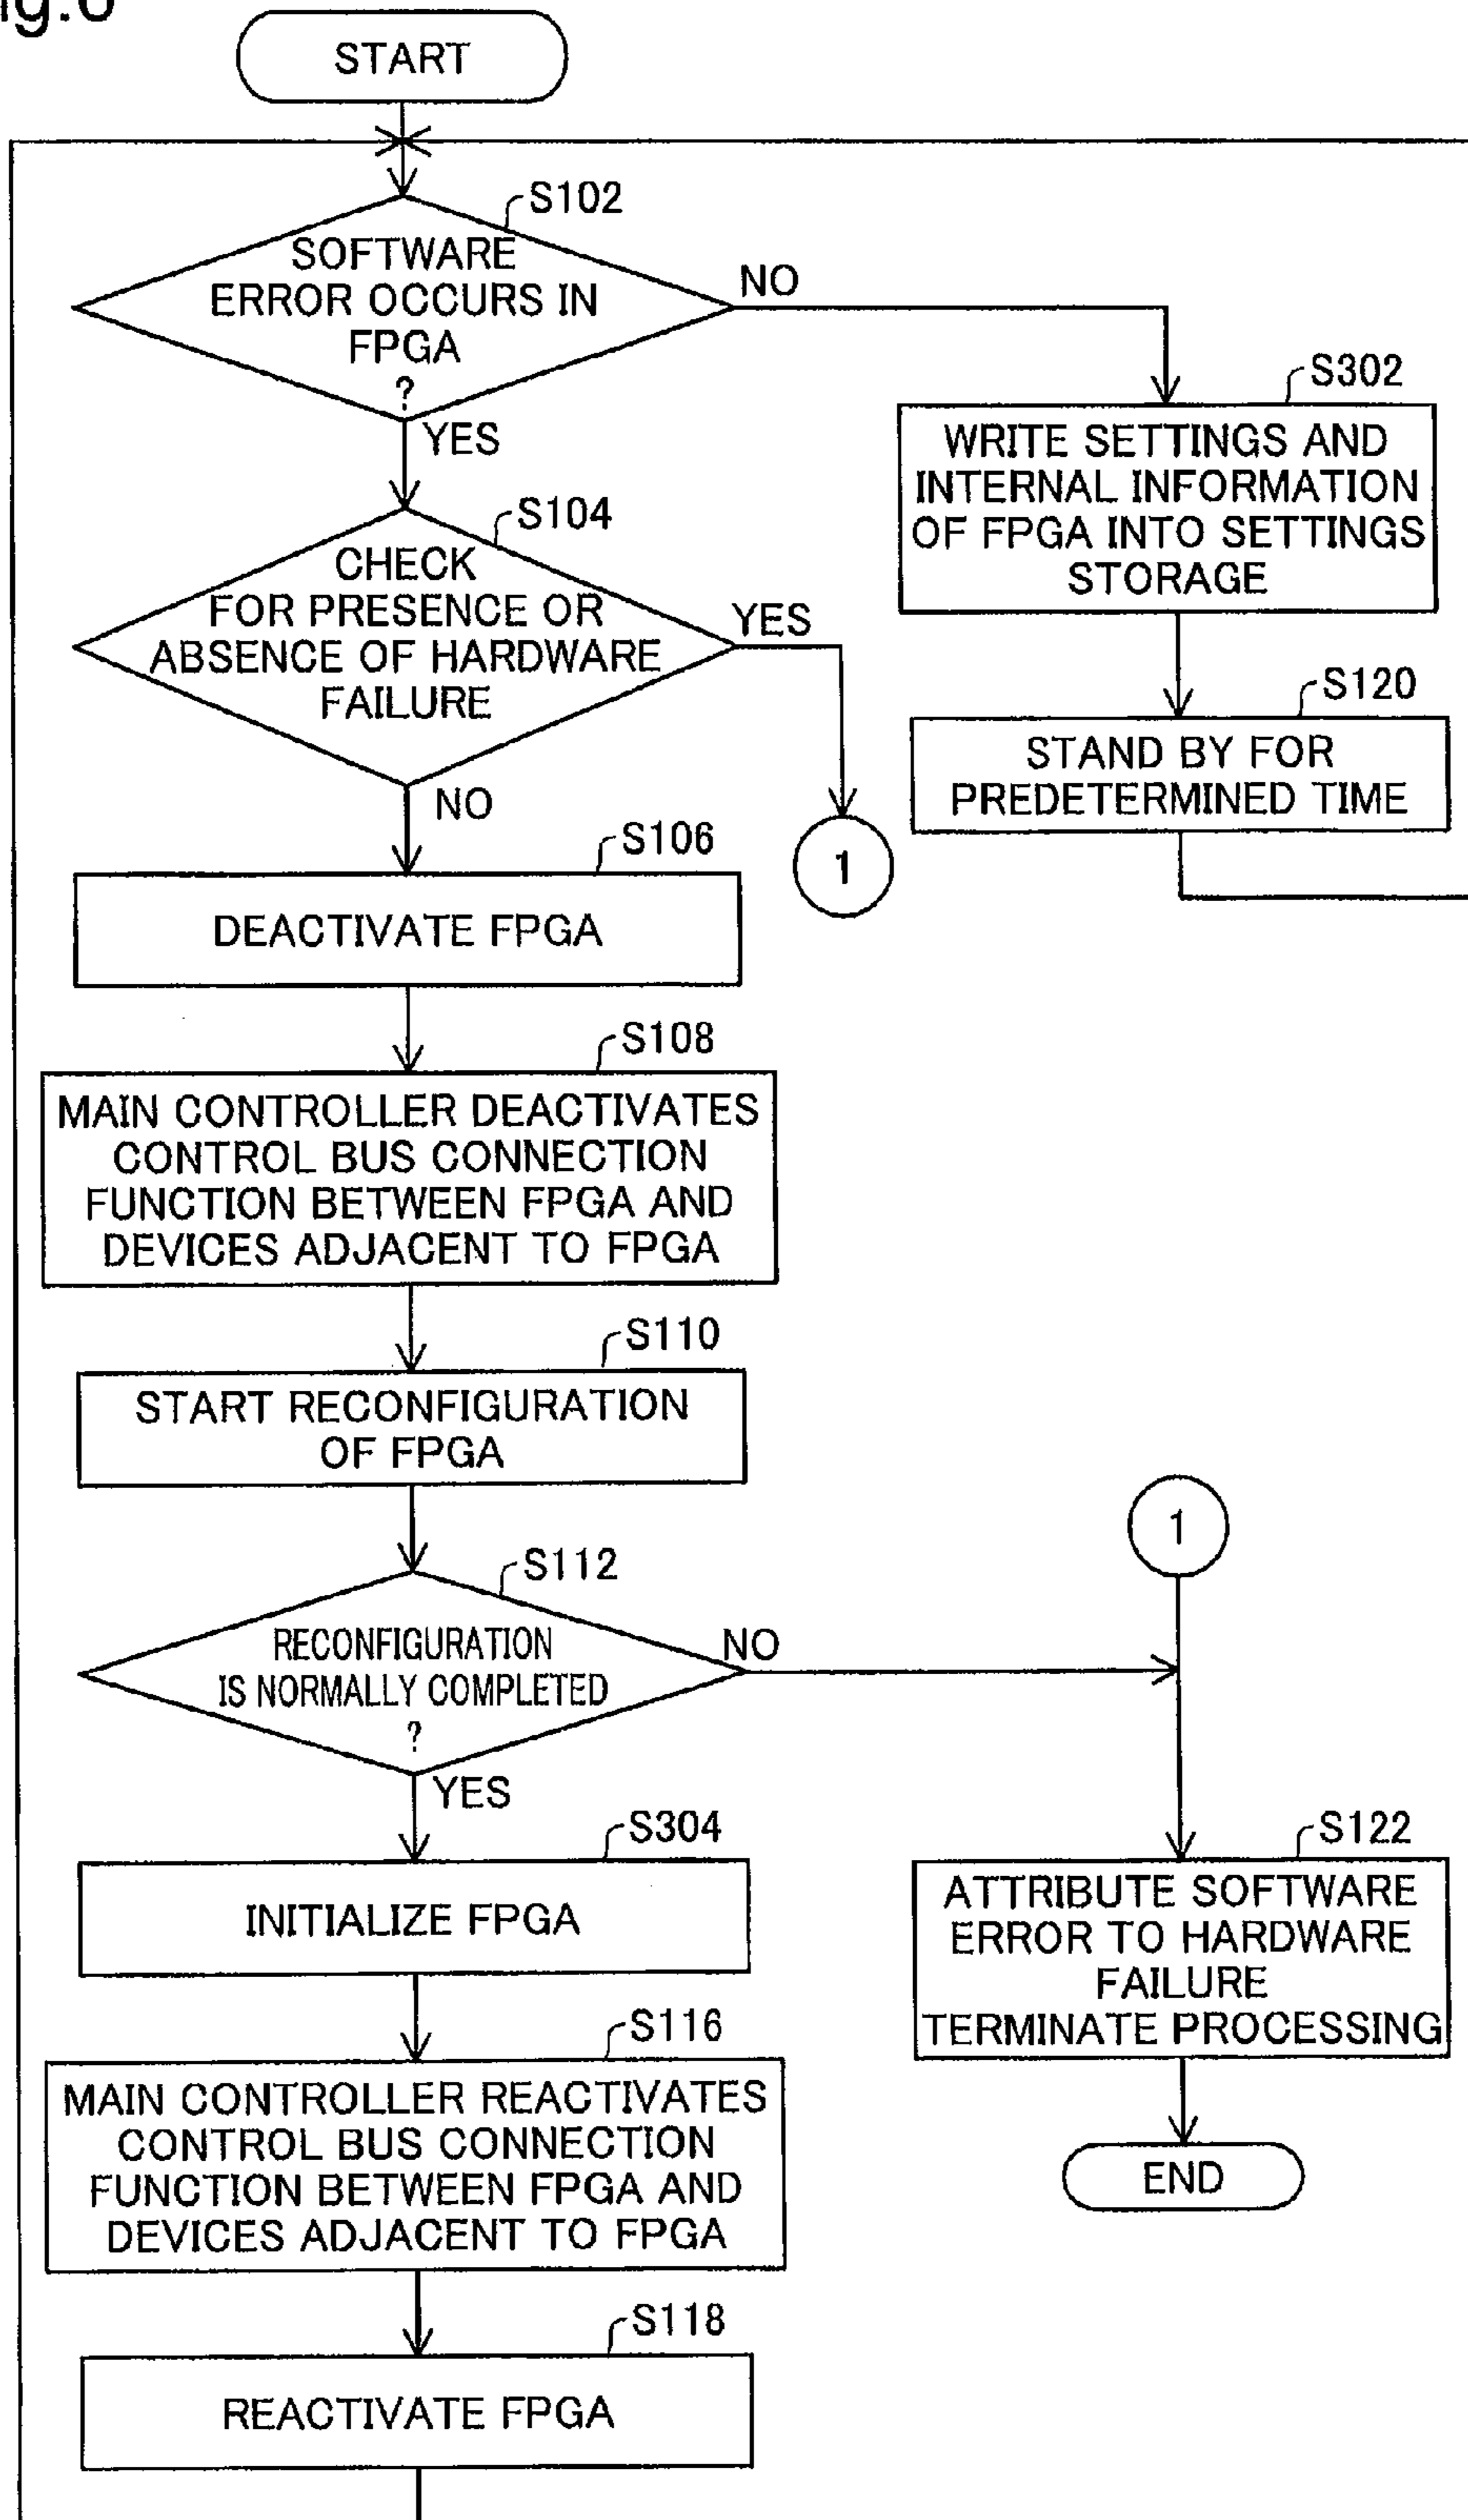 START
S102
SOFTWARE
ERROR OCCURS IN
FPGA
?
NO
YES
S302
WRITE SETTINGS AND
INTERNAL INFORMATION
OF FPGA INTO SETTINGS
STORAGE
S104
CHECK
FOR PRESENCE OR
ABSENCE OF HARDWARE
FAILURE
YES
NO
S120
STAND BY FOR
PREDETERMINED TIME
1
S106
DEACTIVATE FPGA
S108
MAIN CONTROLLER DEACTIVATES
CONTROL BUS CONNECTION
FUNCTION BETWEEN FPGA AND
DEVICES ADJACENT TO FPGA
S110
START RECONFIGURATION
OF FPGA
1
S112
RECONFIGURATION
IS NORMALLY COMPLETED
?
NO
YES
S304
INITIALIZE FPGA
S122
ATTRIBUTE SOFTWARE
ERROR TO HARDWARE
FAILURE
TERMINATE PROCESSING
S116
MAIN CONTROLLER REACTIVATES
CONTROL BUS CONNECTION
FUNCTION BETWEEN FPGA AND
DEVICES ADJACENT TO FPGA
END
S118
REACTIVATE FPGA